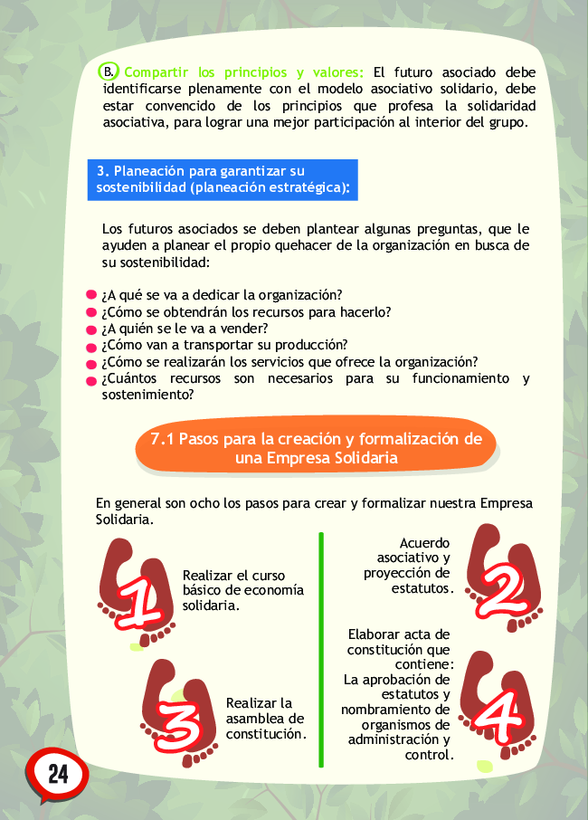 B. Compartir los principios y valores: El futuro asociado debe
identificarse plenamente con el modelo asociativo solidario, debe
estar convencido de los principios que profesa la solidaridad
asociativa, para lograr una mejor participación al interior del grupo.
3. Planeación para garantizar su
sostenibilidad (planeación estratégica):
Los futuros asociados se deben plantear algunas preguntas, que le
ayuden a planear el propio quehacer de la organización en busca de
su sostenibilidad:
¿A qué se va a dedicar la organización?
¿Cómo se obtendrán los recursos para hacerlo?
¿A quién se le va a vender?
¿Cómo van a transportar su producción?
¿Cómo se realizarán los servicios que ofrece la organización?
¿Cuántos recursos son necesarios para su funcionamiento y
sostenimiento?
7.1 Pasos para la creación y formalización de
una Empresa Solidaria
En general son ocho los pasos para crear y formalizar nuestra Empresa
Solidaria.
1
Realizar el curso
básico de economía
solidaria.
Acuerdo
asociativo y
proyección de
estatutos.
2
3
Realizar la
asamblea de
constitución.
Elaborar acta de
constitución que
contiene:
La aprobación de
estatutos y
nombramiento de
organismos de
administración y
control.
4
24